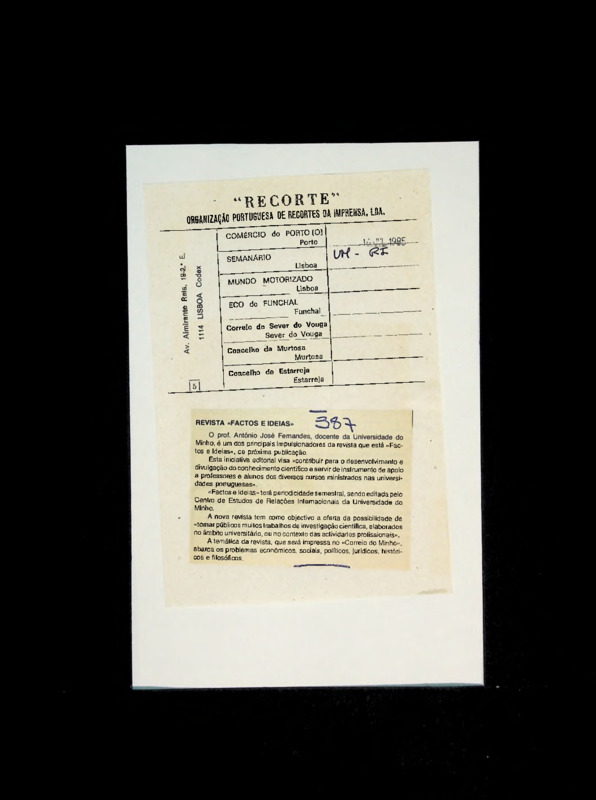 "RECORTE"
ORGANIZAÇÃO PORTUGUESA DE RECORTES DA IMPRENSA, LDA.
Av. Almirante Reis, 19-2.º E.
1114 LISBOA Codex
5
COMÉRCIO do PORTO (O)
Porto
1985
SEMANÁRIO
Lisboa
UM - RI
MUNDO MOTORIZADO
Lisboa
ECO do FUNCHAL
Funchal
Correio de Sever do Vouga
Sever do Vouga
Concelho da Murtosa
Murtosa
Concelho de Estarreja
Estarreja
387
REVISTA «FACTOS E IDEIAS»
O prof. António José Fernandes, docente da Universidade do
Minho, é um dos principais impulsionadores da revista que está «Fac-
tos e Ideias», de próxima publicação.
Esta iniciativa editorial visa «contribuir para o desenvolvimento e
divulgação do conhecimento científico e servir de instrumento de apoio
a professores e alunos dos diversos cursos ministrados nas universi-
dades portuguesas».
«Factos e Ideias» terá periodicidade semestral, sendo editada pelo
Centro de Estudos de Relações Internacionais da Universidade do
Minho.
A nova revista tem como objectivo a oferta da possibilidade de
«tornar públicos muitos trabalhos de investigação científica, elaborados
no âmbito universitário, ou no contexto das actividades profissionais».
A temática da revista, que será impressa no «Correio do Minho»,
abarca os problemas económicos, sociais, políticos, jurídicos, históri-
cos e filosóficos.